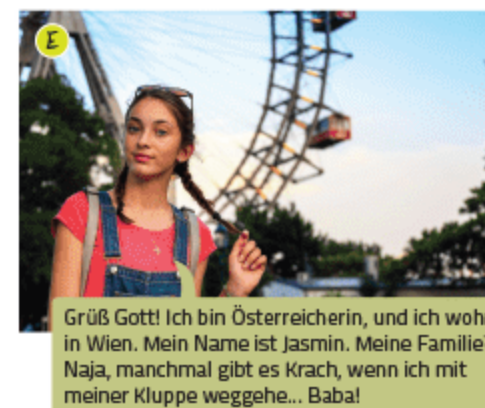 E
Grüß Gott! Ich bin Österreicherin, und ich
in Wien. Mein Name ist Jasmin. Meine Familie
Naja, manchmal gibt es Krach, wenn ich mit
meiner Kluppe weggehe... Baba!